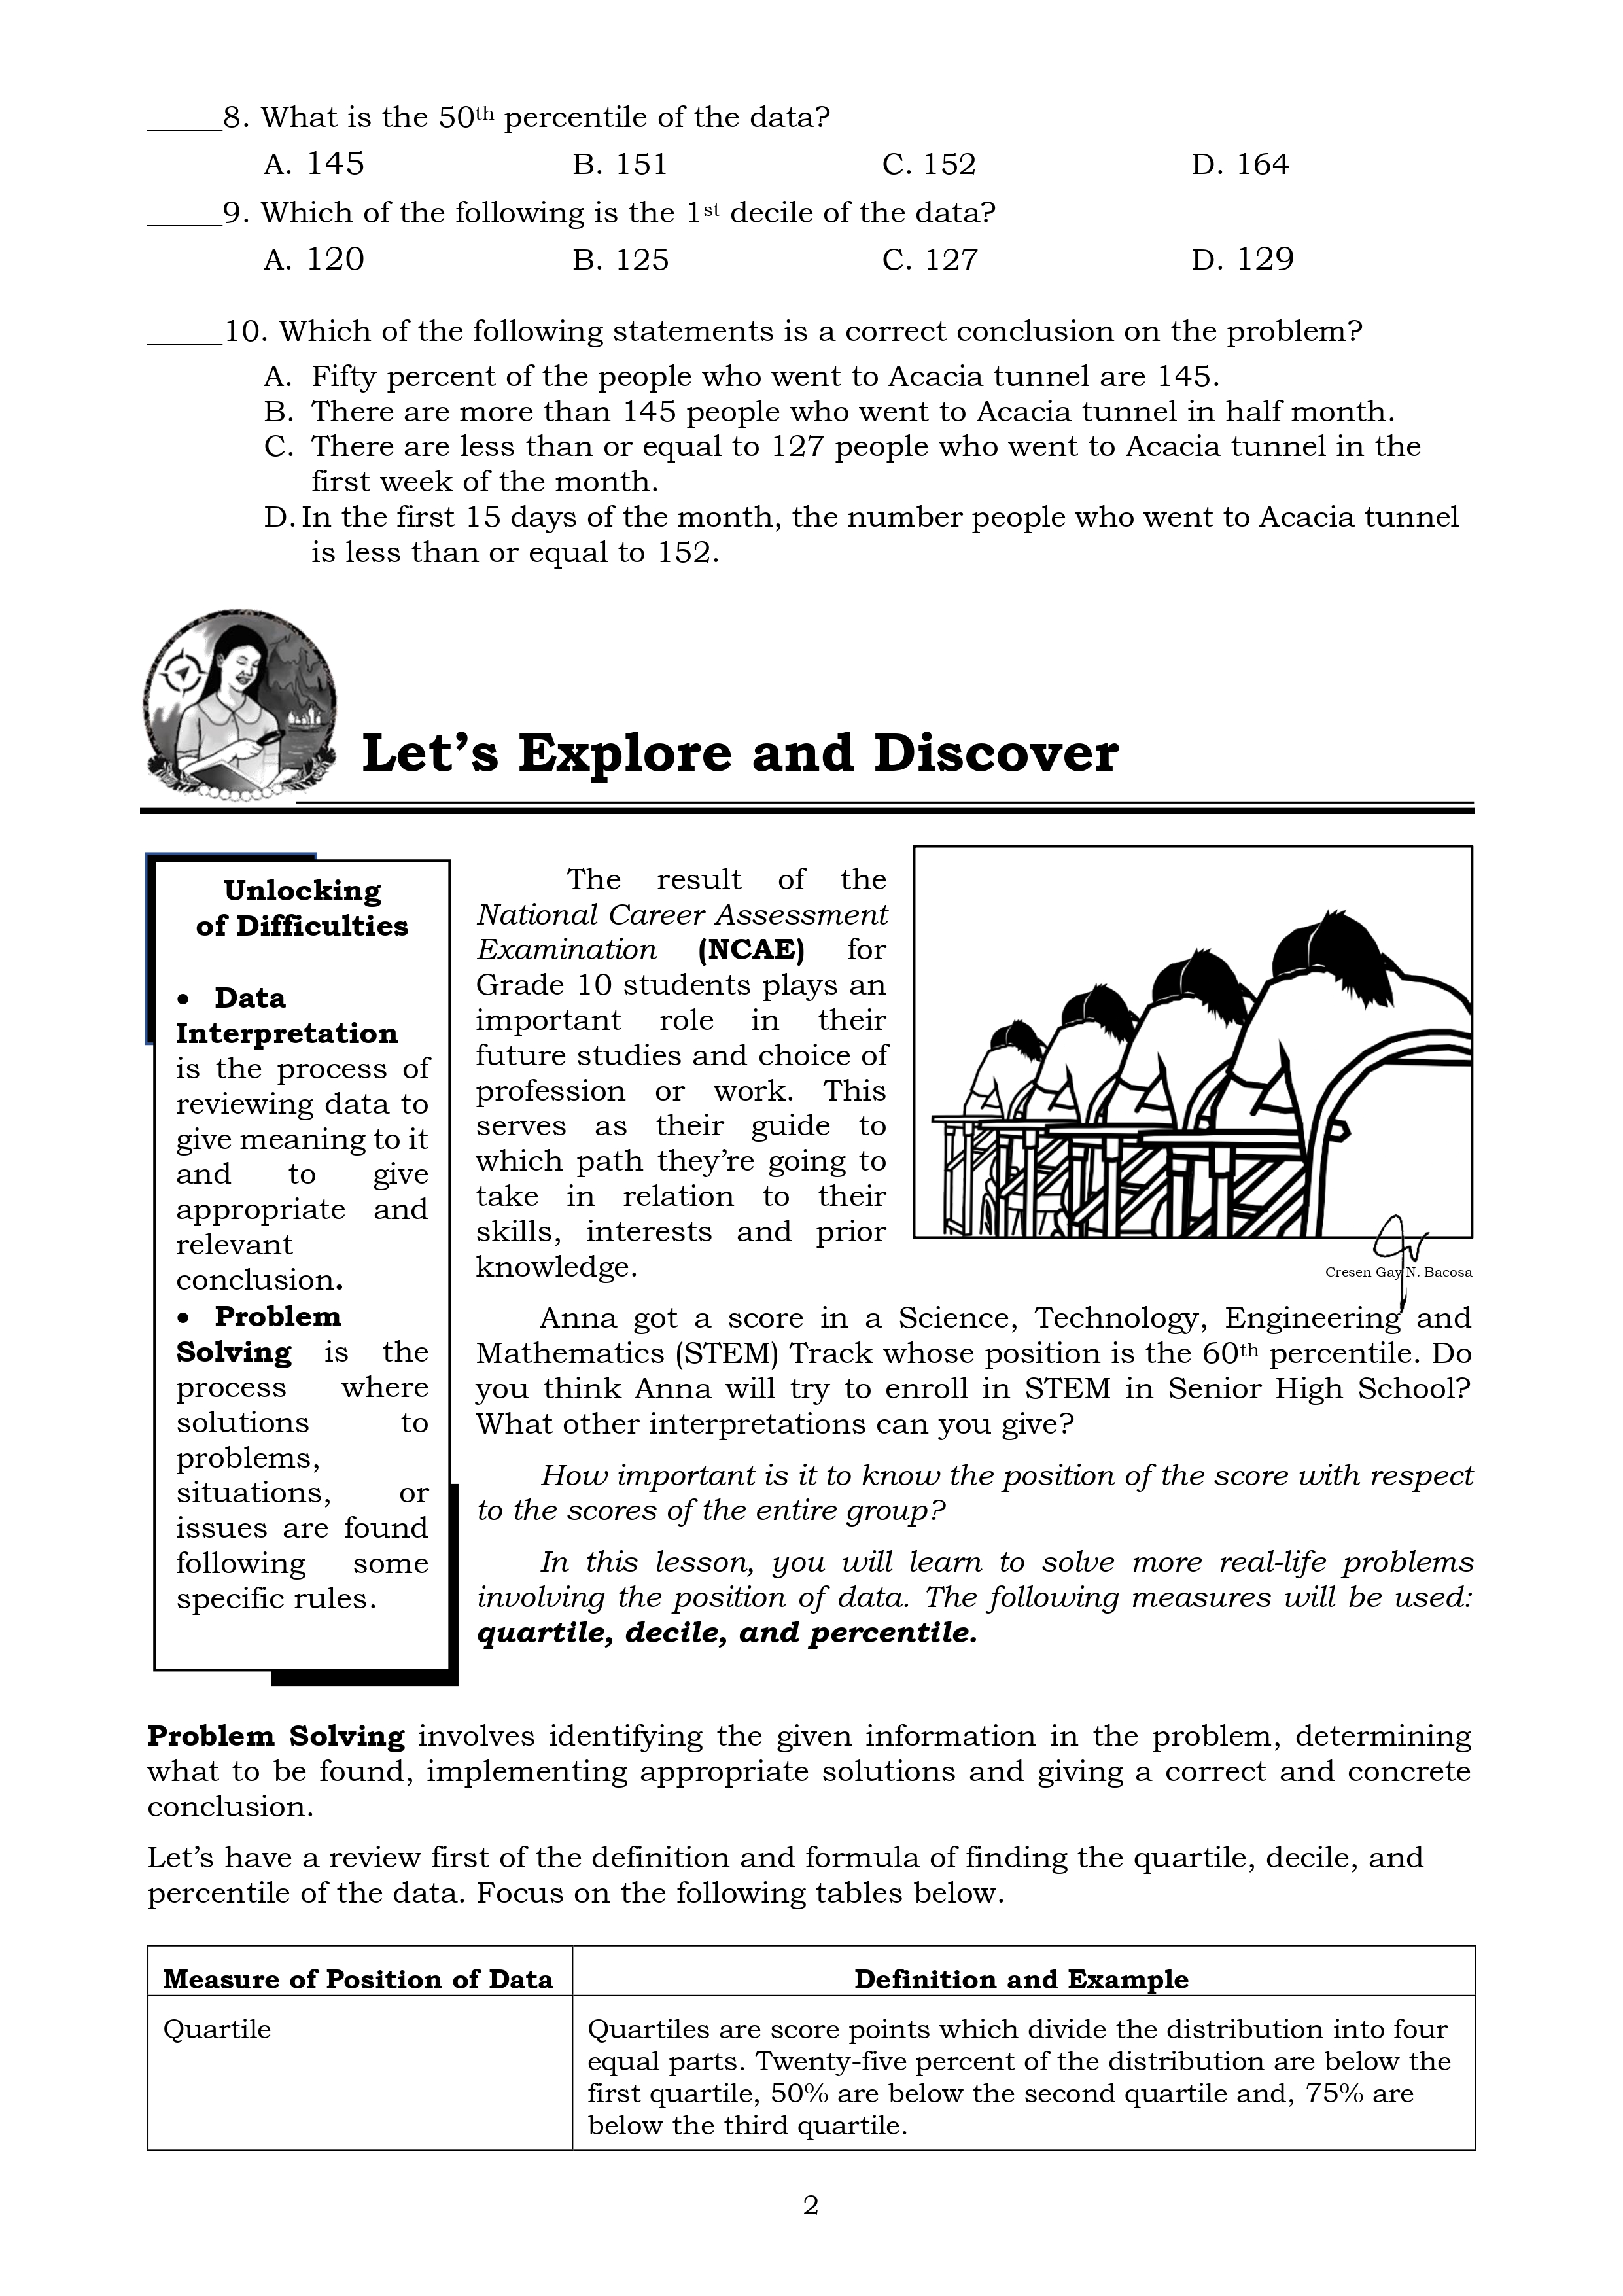 _____8. What is the 50th percentile of the data?
A. 145 B. 151 C. 152 D. 164
_____9. Which of the following is the 1st decile of the data?
A. 120 B. 125 C. 127 D. 129
_____10. Which of the following statements is a correct conclusion on the problem?
A. Fifty percent of the people who went to Acacia tunnel are 145.
B. There are more than 145 people who went to Acacia tunnel in half month.
C. There are less than or equal to 127 people who went to Acacia tunnel in the
first week of the month.
D. In the first 15 days of the month, the number people who went to Acacia tunnel
is less than or equal to 152.
Let’s Explore and Discover
Unlocking
of Difficulties
• Data
Interpretation
is the process of
reviewing data to
give meaning to it
and to give
appropriate and
relevant
conclusion.
• Problem
Solving is the
process where
solutions to
problems,
situations, or
issues are found
following some
specific rules.
The result of the
National Career Assessment
Examination (NCAE) for
Grade 10 students plays an
important role in their
future studies and choice of
profession or work. This
serves as their guide to
which path they’re going to
take in relation to their
skills, interests and prior
knowledge.
Cresen Gay N. Bacosa
Anna got a score in a Science, Technology, Engineering and
Mathematics (STEM) Track whose position is the 60th percentile. Do
you think Anna will try to enroll in STEM in Senior High School?
What other interpretations can you give?
How important is it to know the position of the score with respect
to the scores of the entire group?
In this lesson, you will learn to solve more real-life problems
involving the position of data. The following measures will be used:
quartile, decile, and percentile.
Problem Solving involves identifying the given information in the problem, determining
what to be found, implementing appropriate solutions and giving a correct and concrete
conclusion.
Let’s have a review first of the definition and formula of finding the quartile, decile, and
percentile of the data. Focus on the following tables below.
Measure of Position of Data Definition and Example
Quartile Quartiles are score points which divide the distribution into four
equal parts. Twenty-five percent of the distribution are below the
first quartile, 50% are below the second quartile and, 75% are
below the third quartile.
2